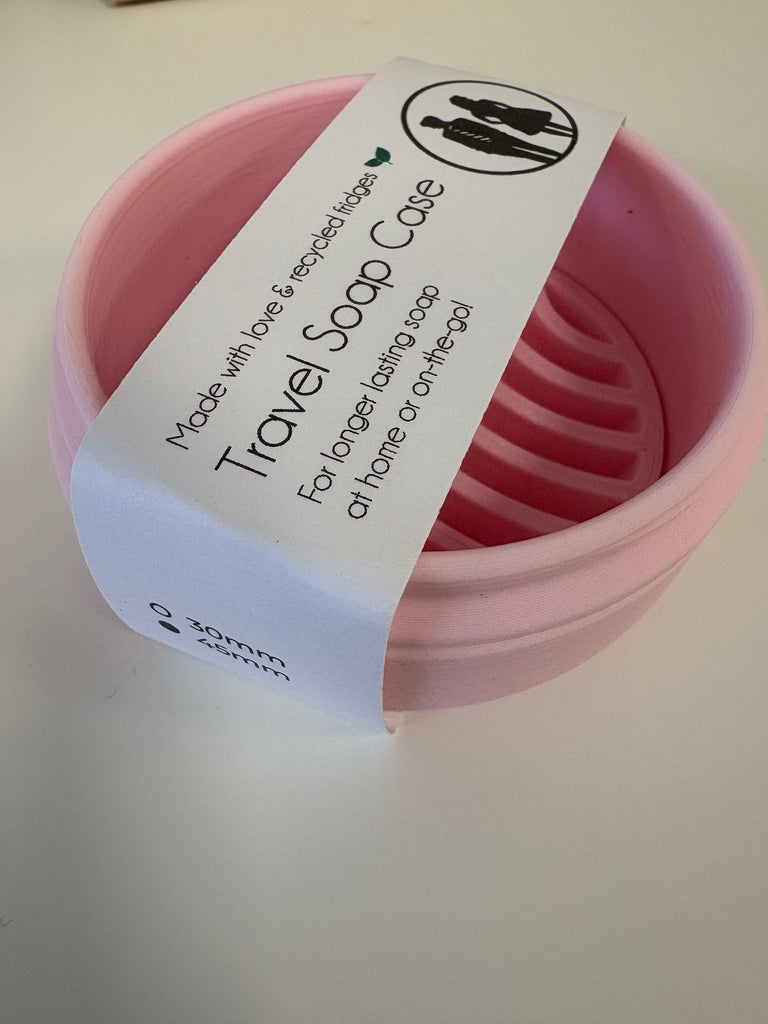 Made with love & recycled fridges
Travel Soap Case
For longer lasting soap
at home or on-the-go!
30mm
45mm